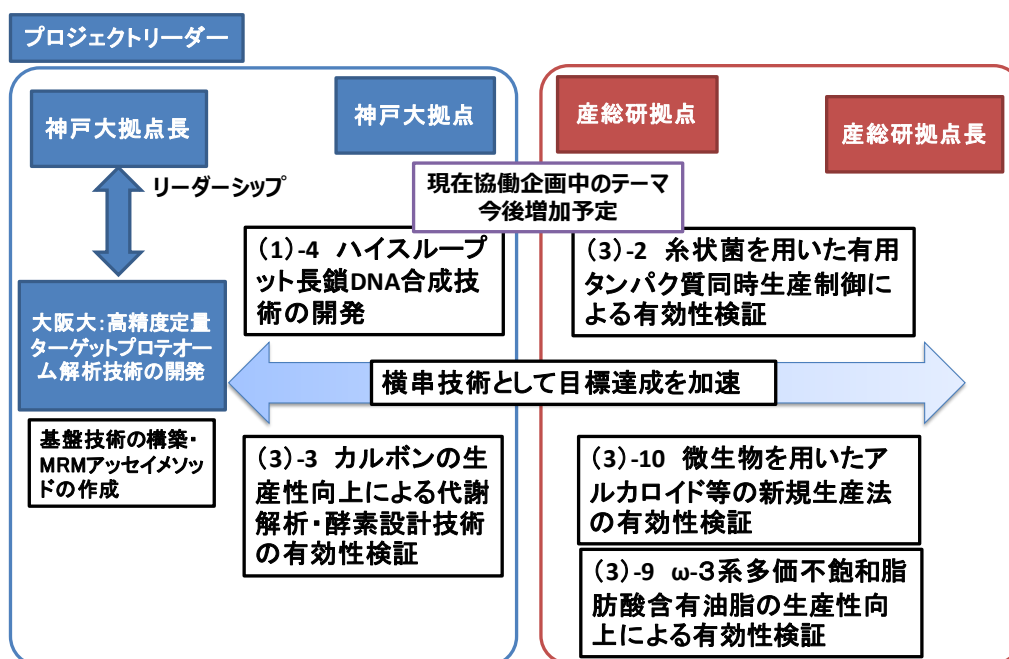 プロジェクトリーダー
神戸大拠点長
神戸大拠点
産総研拠点
産総研拠点長
リーダーシップ
現在協働企画中のテーマ
今後増加予定
(1)-4 ハイスループ
ット長鎖DNA合成技
術の開発
(3)-2 糸状菌を用いた有用
タンパク質同時生産制御に
よる有効性検証
大阪大:高精度定量
ターゲットプロテオー
ム解析技術の開発
横串技術として目標達成を加速
基盤技術の構築・
MRMアッセイメソッ
ドの作成
(3)-3 カルボンの生
産性向上による代謝
解析・酵素設計技術
の有効性検証
(3)-10 微生物を用いたア
ルカロイド等の新規生産法
の有効性検証
(3)-9 ω-3系多価不飽和脂
肪酸含有油脂の生産性向
上による有効性検証